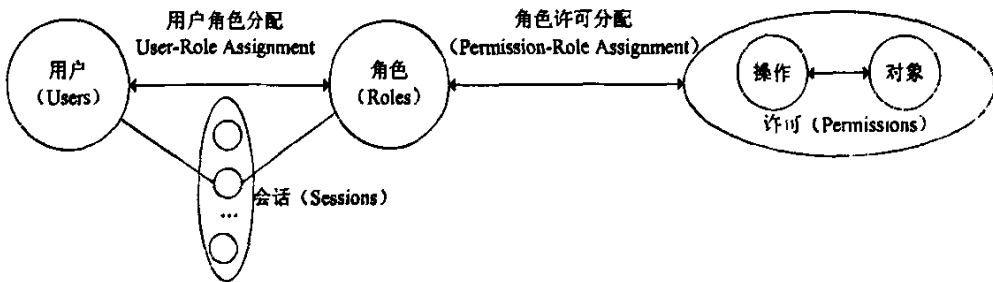 用户角色分配
User-Role Assignment
角色许可分配
(Permission-Role Assignment)
用户
(Users)
角色
(Roles)
操作
对象
许可 (Permissions)
会话 (Sessions)
...